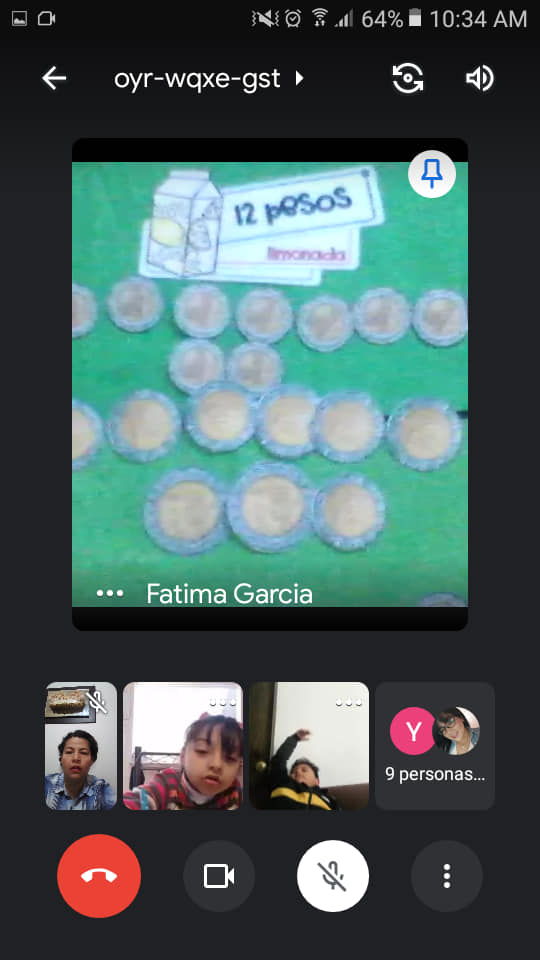 64% 10:34 AM
oyr-wqxe-gst
12 pesos
limonada
Fatima Garcia
Y
9 personas...